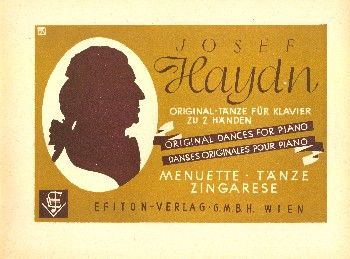 JOSEF
Haydn
ORIGINAL-TÄNZE FÜR KLAVIER
ZU 2 HÄNDEN
ORIGINAL DANCES FOR PIANO
DANSES ORIGINALES POUR PIANO
MENUETTE · TÄNZE
ZINGARESE
EFITON-VERLAG·G.M.B.H. WIEN